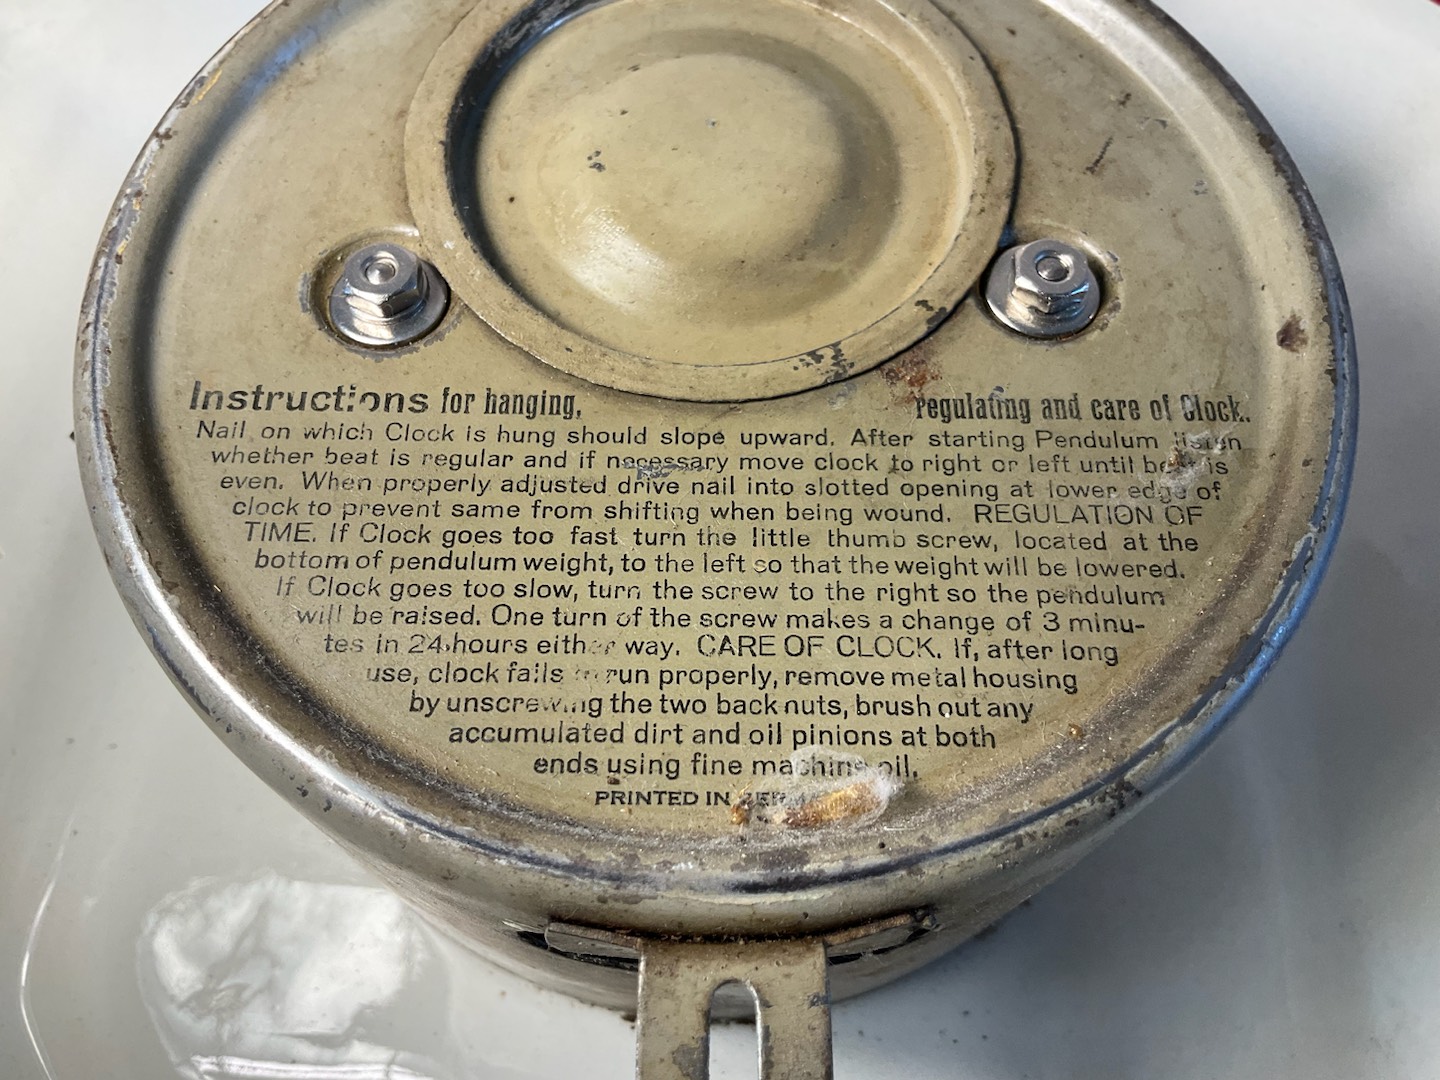 Instructions for hanging, regulating and care of Clock.
Nail on which Clock is hung should slope upward. After starting Pendulum listen
whether beat is regular and if necessary move clock to right or left until beat is
even. When properly adjusted drive nail into slotted opening at lower edge of
clock to prevent same from shifting when being wound. REGULATION OF
TIME. If Clock goes too fast turn the little thumb screw, located at the
bottom of pendulum weight, to the left so that the weight will be lowered.
If Clock goes too slow, turn the screw to the right so the pendulum
will be raised. One turn of the screw makes a change of 3 minu-
tes in 24 hours either way. CARE OF CLOCK. If, after long
use, clock fails to run properly, remove metal housing
by unscrewing the two back nuts, brush out any
accumulated dirt and oil pinions at both
ends using fine machine oil.
PRINTED IN